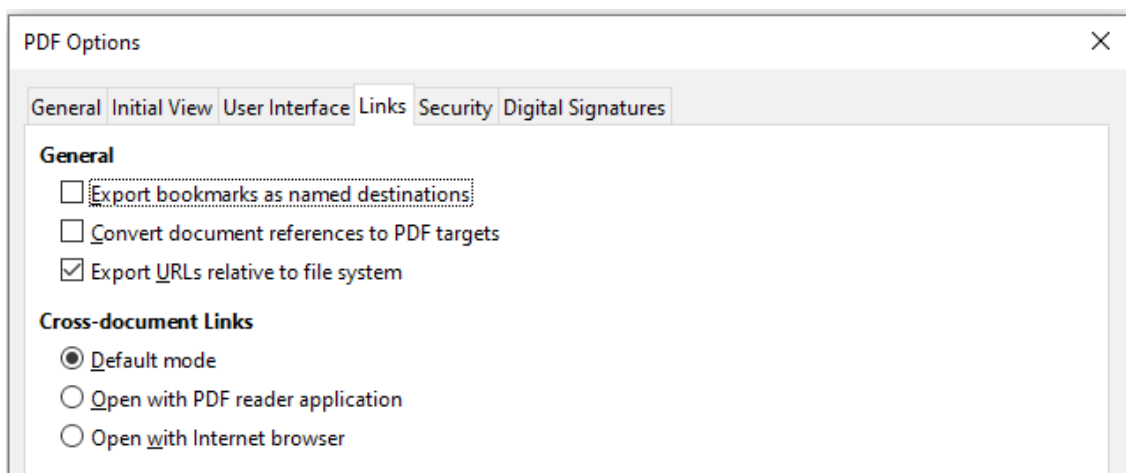 PDF Options
General Initial View User Interface Links Security Digital Signatures
General
Export bookmarks as named destinations
Convert document references to PDF targets
Export URLs relative to file system
Cross-document Links
Default mode
Open with PDF reader application
Open with Internet browser